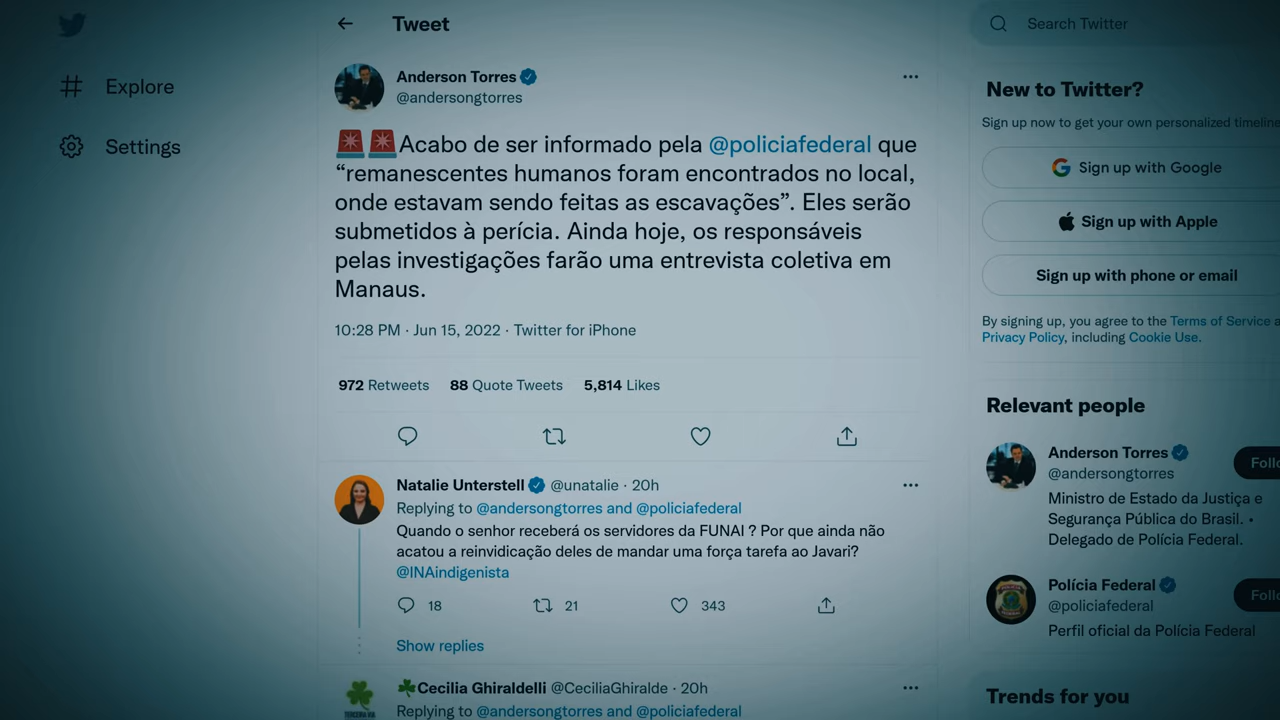 Tweet
Search Twitter
Explore
Settings
Anderson Torres
@andersongtorres
Acabo de ser informado pela @policiafederal que
“remanescentes humanos foram encontrados no local,
onde estavam sendo feitas as escavações”. Eles serão
submetidos à perícia. Ainda hoje, os responsáveis
pelas investigações farão uma entrevista coletiva em
Manaus.
10:28 PM · Jun 15, 2022 · Twitter for iPhone
972 Retweets 88 Quote Tweets 5,814 Likes
Natalie Unterstell @unatalie · 20h
Replying to @andersongtorres and @policiafederal
Quando o senhor receberá os servidores da FUNAI ? Por que ainda não
acatou a reinvidicação deles de mandar uma força tarefa ao Javari?
@INAindigenista
18 21 343
Show replies
Cecilia Ghiraldelli @CeciliaGhiralde · 20h
Replying to @andersongtorres and @policiafederal
New to Twitter?
Sign up now to get your own personalized timeline
Sign up with Google
Sign up with Apple
Sign up with phone or email
By signing up, you agree to the Terms of Service a
Privacy Policy, including Cookie Use.
Relevant people
Anderson Torres
@andersongtorres
Follo
Ministro de Estado da Justiça e
Segurança Pública do Brasil. •
Delegado de Polícia Federal.
Polícia Federal
@policiafederal
Follo
Perfil oficial da Polícia Federal
Trends for you